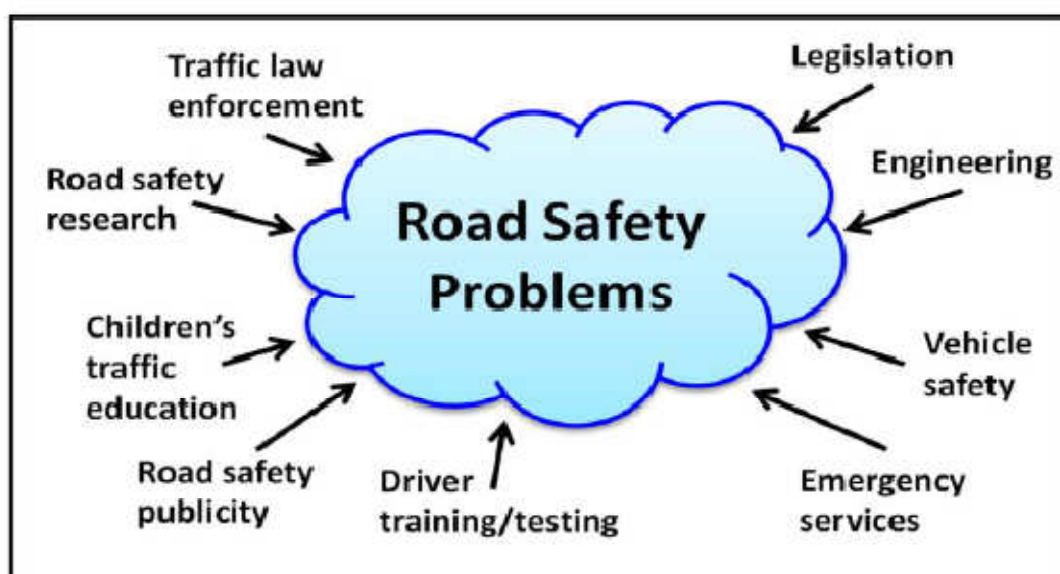 Traffic law
enforcement
Legislation
Road safety
research
Engineering
Road Safety
Problems
Children's
traffic
education
Vehicle
safety
Road safety
publicity
Driver
training/testing
Emergency
services